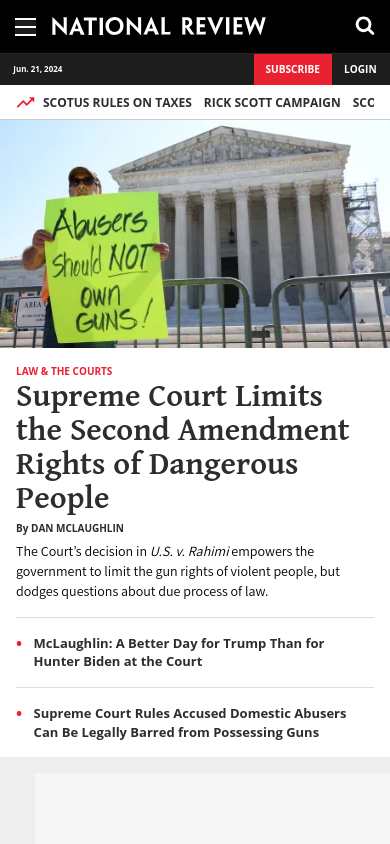 NATIONAL REVIEW
Jun. 21, 2024
SUBSCRIBE
LOGIN
SCOTUS RULES ON TAXES RICK SCOTT CAMPAIGN SCO
Abusers
should NOT
own
GUNS!
AREA
LAW & THE COURTS
Supreme Court Limits
the Second Amendment
Rights of Dangerous
People
By DAN MCLAUGHLIN
The Court’s decision in U.S. v. Rahimi empowers the
government to limit the gun rights of violent people, but
dodges questions about due process of law.
• McLaughlin: A Better Day for Trump Than for
Hunter Biden at the Court
• Supreme Court Rules Accused Domestic Abusers
Can Be Legally Barred from Possessing Guns